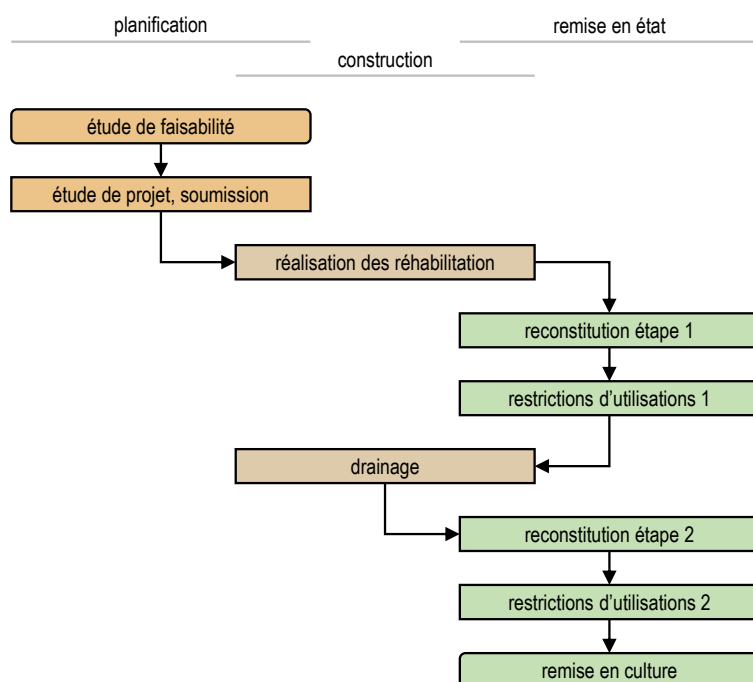 planification
remise en état
construction
étude de faisabilité
étude de projet, soumission
réalisation des réhabilitation
reconstitution étape 1
restrictions d’utilisations 1
drainage
reconstitution étape 2
restrictions d’utilisations 2
remise en culture